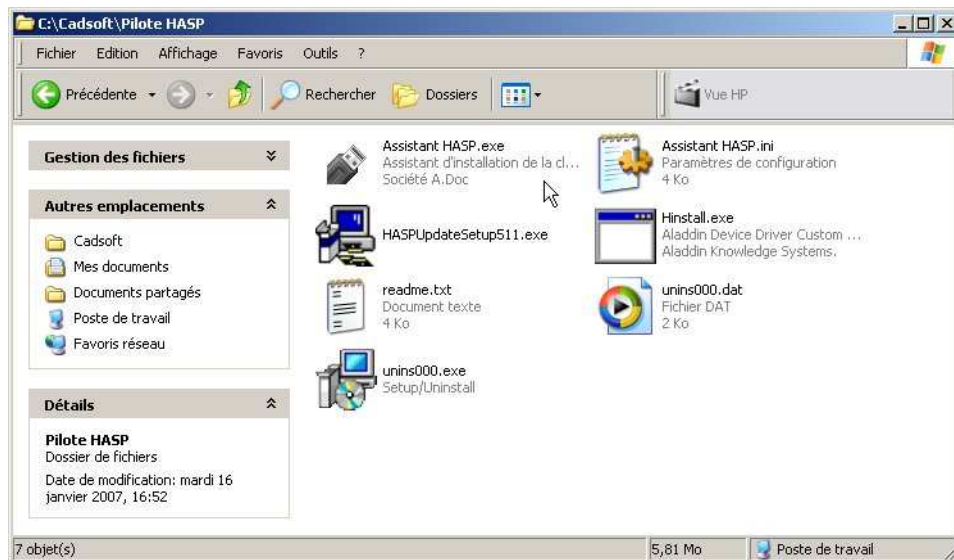 C:\Cadsoft\Pilote HASP
Fichier Edition Affichage Favoris Outils ?
Précédente Rechercher Dossiers Vue HP
Gestion des fichiers
Autres emplacements
Cadsoft
Mes documents
Documents partagés
Poste de travail
Favoris réseau
Détails
Pilote HASP
Dossier de fichiers
Date de modification: mardi 16
janvier 2007, 16:52
Assistant HASP.exe
Assistant d'installation de la cl...
Société A.Doc
Assistant HASP.ini
Paramètres de configuration
4 Ko
HASPUpdateSetup511.exe
Hinstall.exe
Aladdin Device Driver Custom ...
Aladdin Knowledge Systems.
readme.txt
Document texte
4 Ko
unins000.dat
Fichier DAT
2 Ko
unins000.exe
Setup/Uninstall
7 objet(s) 5,81 Mo Poste de travail